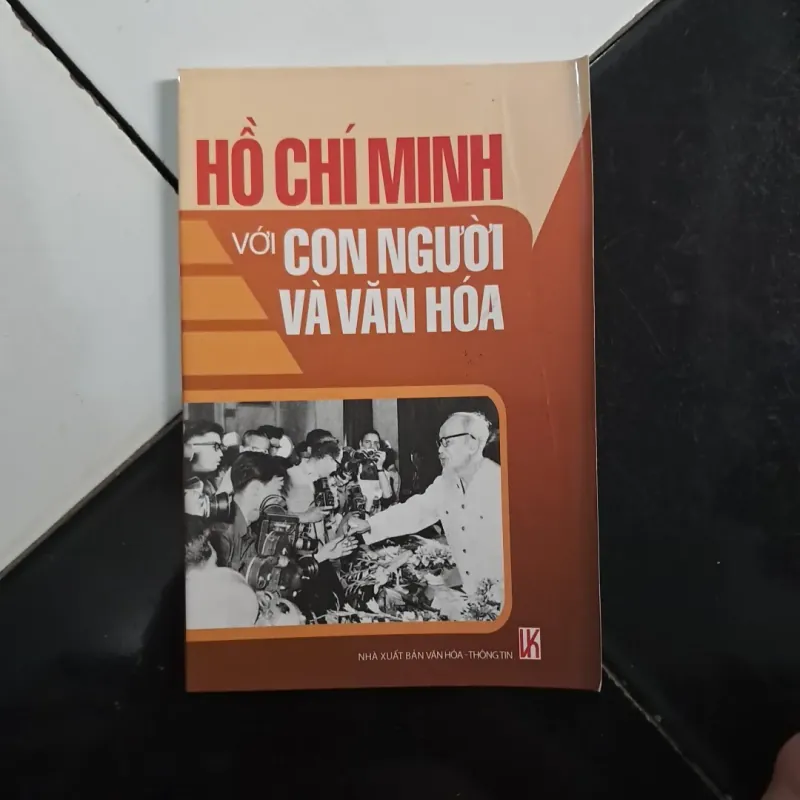 HỒ CHÍ MINH
VỚI CON NGƯỜI
VÀ VĂN HÓA
NHÀ XUẤT BẢN VĂN HÓA - THÔNG TIN